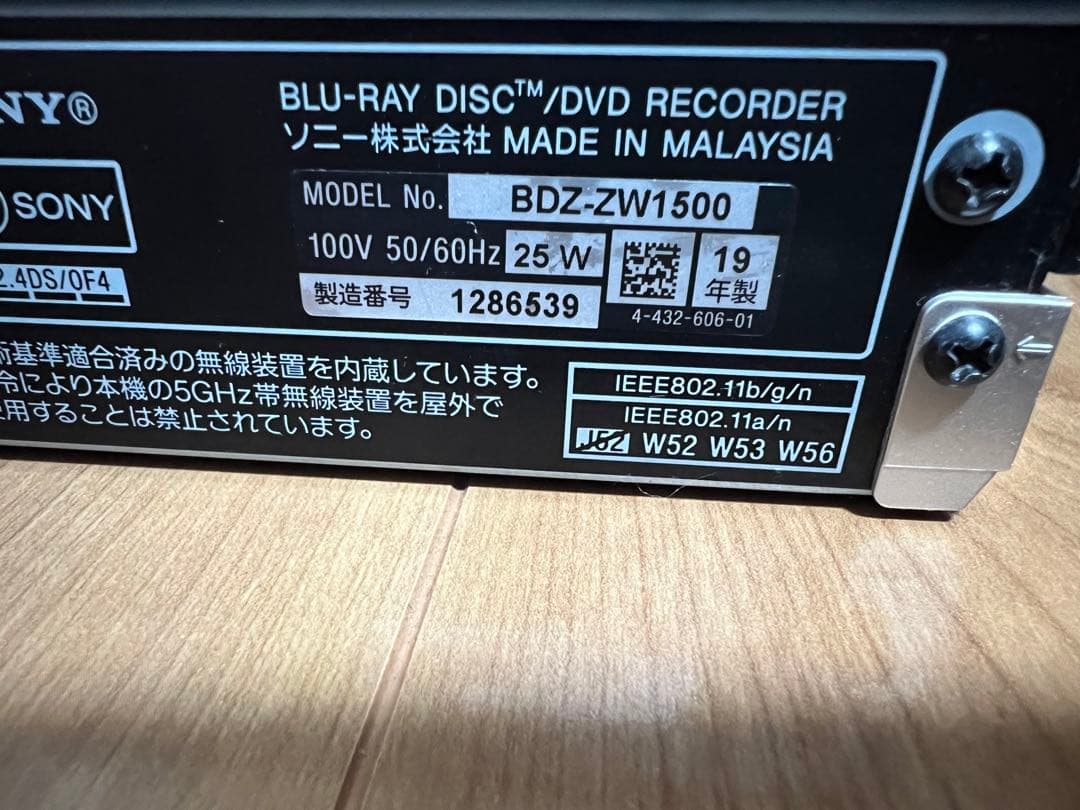 BLU-RAY DISC™/DVD RECORDER
NY®
ソニー株式会社 MADE IN MALAYSIA
SONY
MODEL No. BDZ-ZW1500
100V 50/60Hz 25 W
19
年製
2.4DS/OF4
製造番号 1286539
4-432-606-01
術基準適合済みの無線装置を内蔵しています。
令により本機の5GHz帯無線装置を屋外で
使用することは禁止されています。
IEEE802.11b/g/n
IEEE802.11a/n
J52 W52 W53 W56